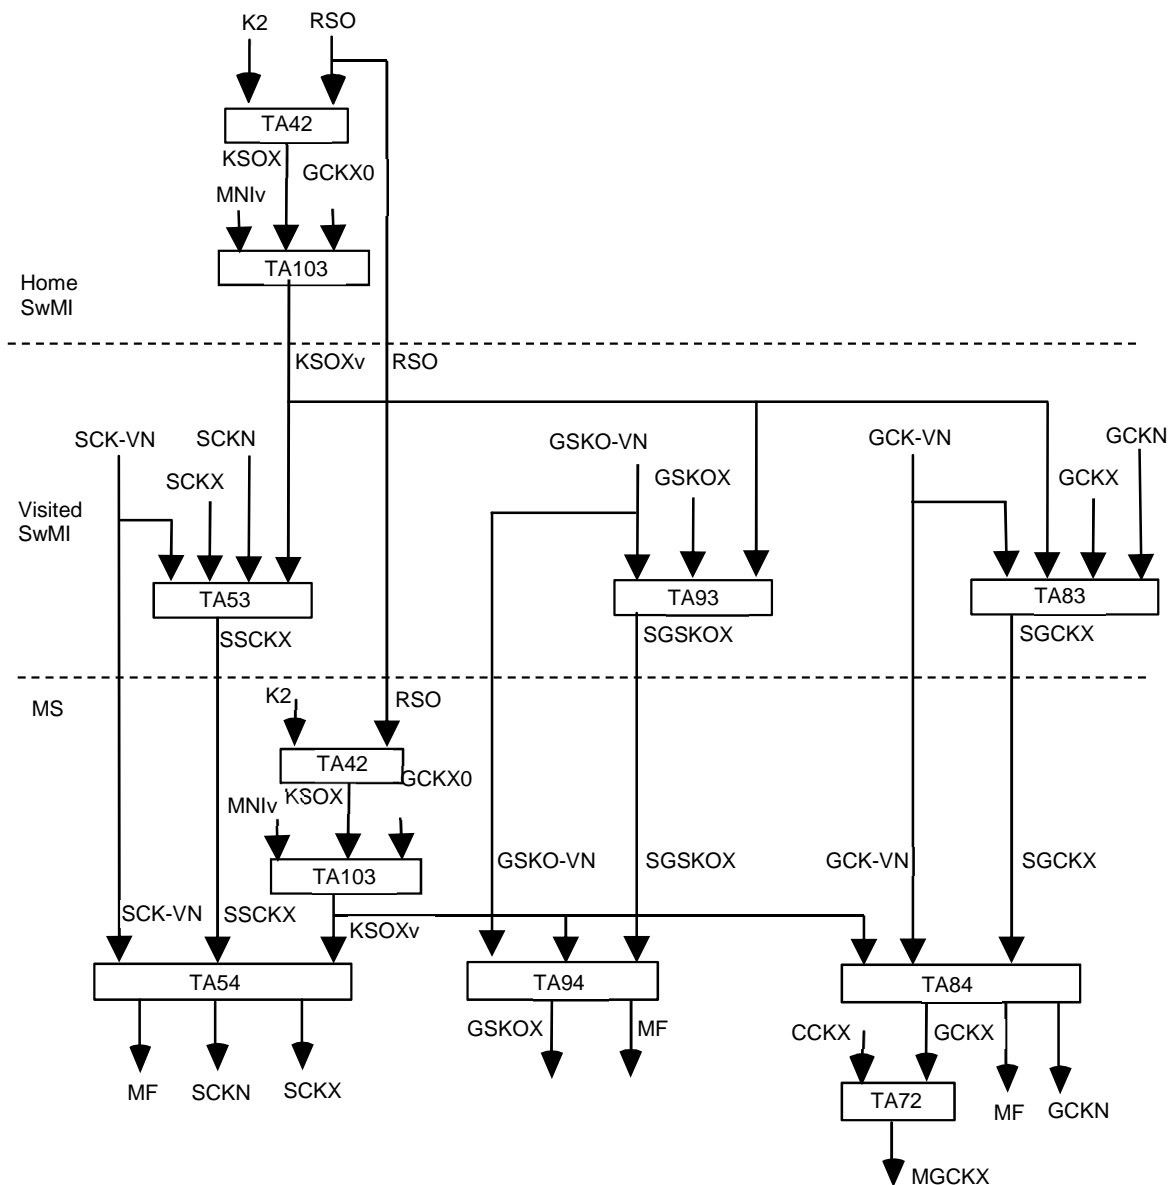 K2
RSO
TA42
KSOX
GCKX0
MNIv
TA103
Home
SwMI
KSOXv
RSO
SCK-VN
SCKN
GSKO-VN
GCK-VN
GCKN
SCKX
GSKOX
GCKX
Visited
SwMI
TA53
TA93
TA83
SSCKX
SGSKOX
SGCKX
MS
K2
RSO
TA42
GCKX0
KSOX
MNIv
TA103
GSKO-VN
SGSKOX
GCK-VN
SGCKX
SCK-VN
SSCKX
KSOXv
TA54
TA94
TA84
GSKOX
MF
CCKX
GCKX
MF
SCKN
SCKX
TA72
MF
GCKN
MGCKX